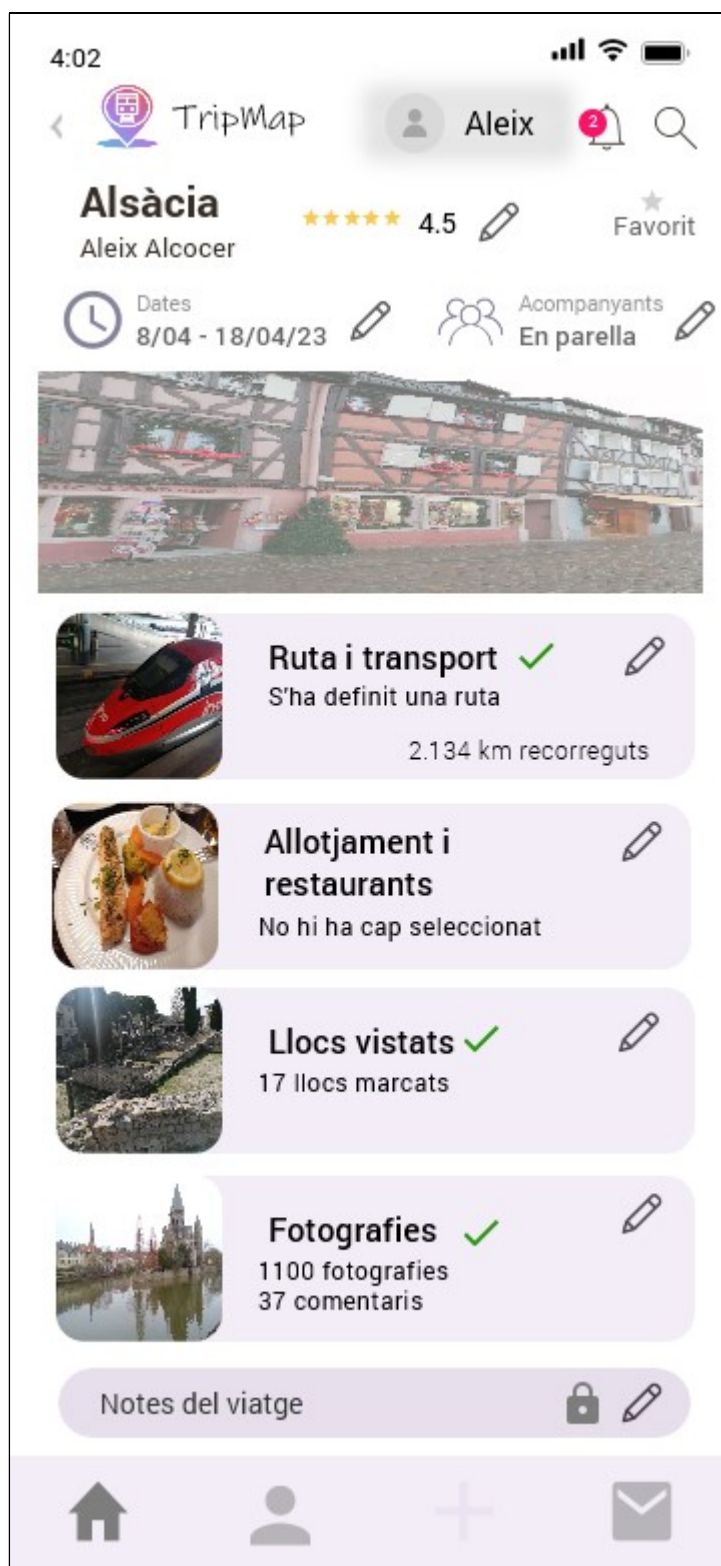 4:02
TripMap
Aleix
2
Alsàcia
Aleix Alcocer
4.5
Favorit
Dates
8/04 - 18/04/23
Acompanyants
En parella
Ruta i transport
S'ha definit una ruta
2.134 km recorreguts
Allotjament i
restaurants
No hi ha cap seleccionat
Llocs vistats
17 llocs marcats
Fotografies
1100 fotografies
37 comentaris
Notes del viatge